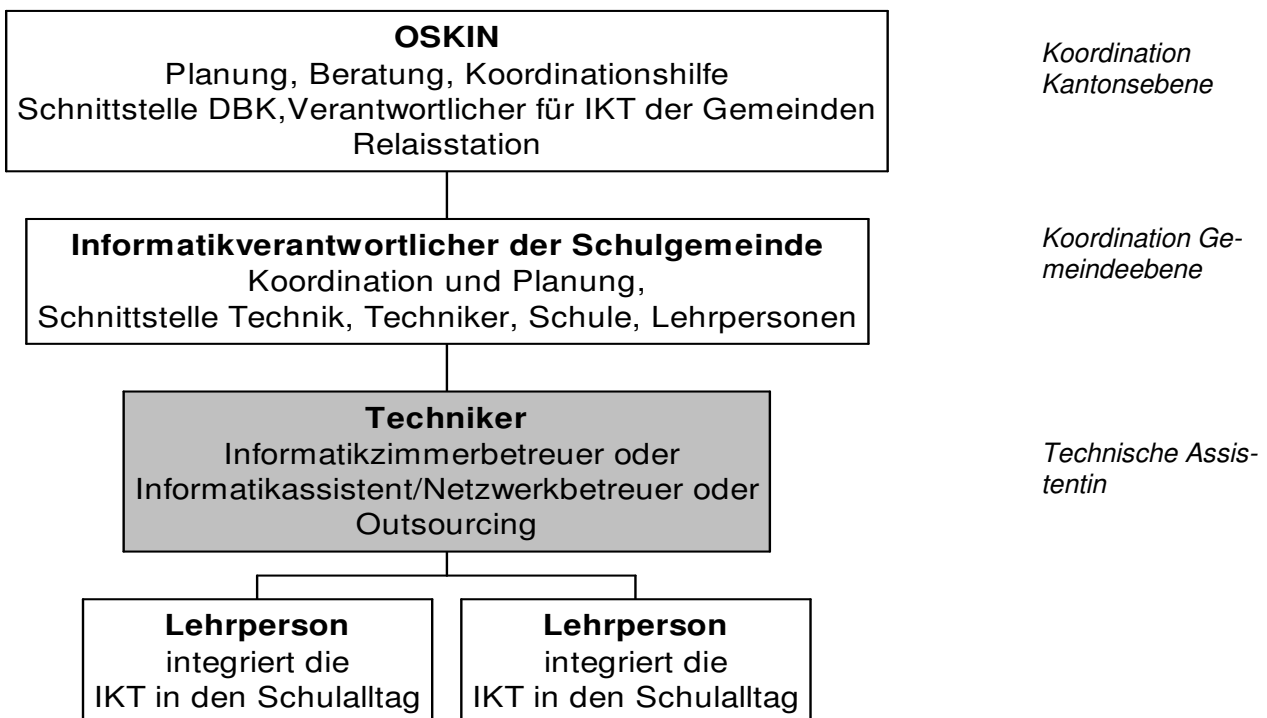 OSKIN
Planung, Beratung, Koordinationshilfe
Schnittstelle DBK,Verantwortlicher für IKT der Gemeinden
Relaisstation
Koordination
Kantonsebene
Informatikverantwortlicher der Schulgemeinde
Koordination und Planung,
Schnittstelle Technik, Techniker, Schule, Lehrpersonen
Koordination Ge-
meindeebene
Techniker
Informatikzimmerbetreuer oder
Informatikassistent/Netzwerkbetreuer oder
Outsourcing
Technische Assis-
tentin
Lehrperson
integriert die
IKT in den Schulalltag
Lehrperson
integriert die
IKT in den Schulalltag